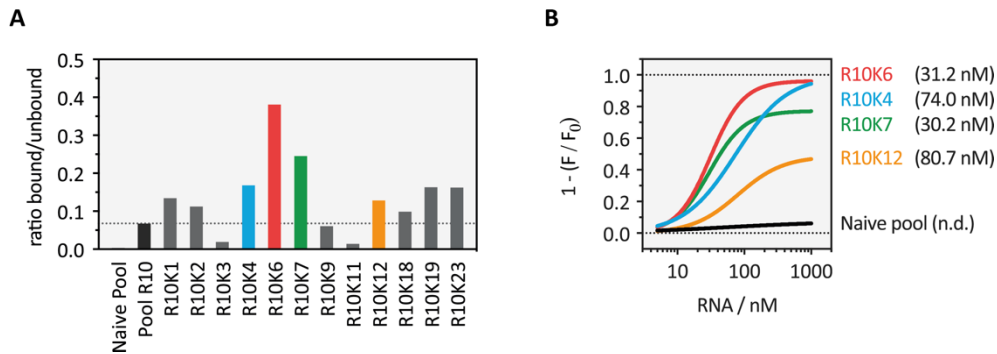 A
ratio bound/unbound
0.5
0.4
0.3
0.2
0.1
0.0
Naive Pool
Pool R10
R10K1
R10K2
R10K3
R10K4
R10K6
R10K7
R10K9
R10K11
R10K12
R10K18
R10K19
R10K23
B
1 - (F / F0)
1.0
0.8
0.6
0.4
0.2
0.0
10
100
1000
RNA / nM
R10K6 (31.2 nM)
R10K4 (74.0 nM)
R10K7 (30.2 nM)
R10K12 (80.7 nM)
Naive pool (n.d.)